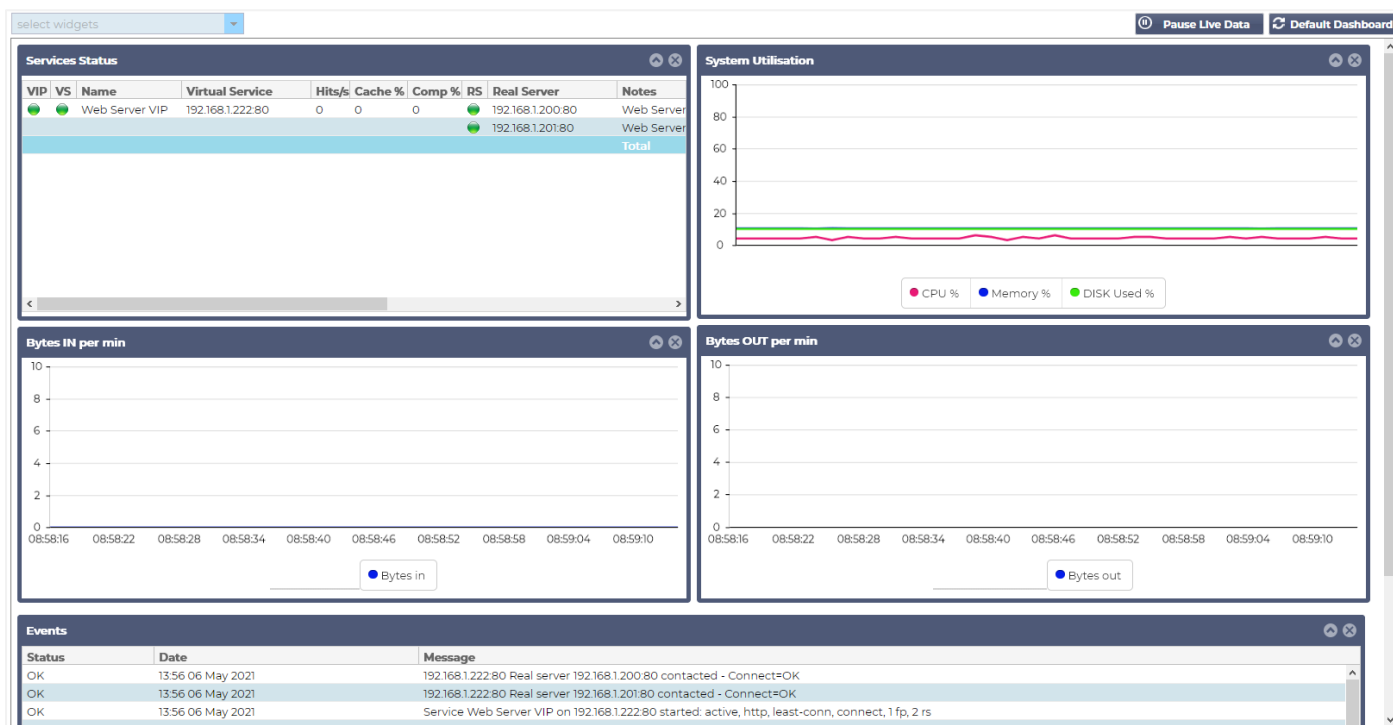 select widgets
Pause Live Data
Default Dashboard
Services Status
VIP VS Name Virtual Service Hits/s Cache % Comp % RS Real Server Notes
Web Server VIP 192.168.1.222:80 0 0 0 192.168.1.200:80 Web Server
192.168.1.201:80 Web Server
Total
System Utilisation
100
80
60
40
20
0
CPU % Memory % DISK Used %
Bytes IN per min
10
8
6
4
2
0
08:58:16 08:58:22 08:58:28 08:58:34 08:58:40 08:58:46 08:58:52 08:58:58 08:59:04 08:59:10
Bytes in
Bytes OUT per min
10
8
6
4
2
0
08:58:16 08:58:22 08:58:28 08:58:34 08:58:40 08:58:46 08:58:52 08:58:58 08:59:04 08:59:10
Bytes out
Events
Status Date Message
OK 13:56 06 May 2021 192.168.1.222:80 Real server 192.168.1.200:80 contacted - Connect=OK
OK 13:56 06 May 2021 192.168.1.222:80 Real server 192.168.1.201:80 contacted - Connect=OK
OK 13:56 06 May 2021 Service Web Server VIP on 192.168.1.222:80 started: active, http, least-conn, connect, 1 fp, 2 rs